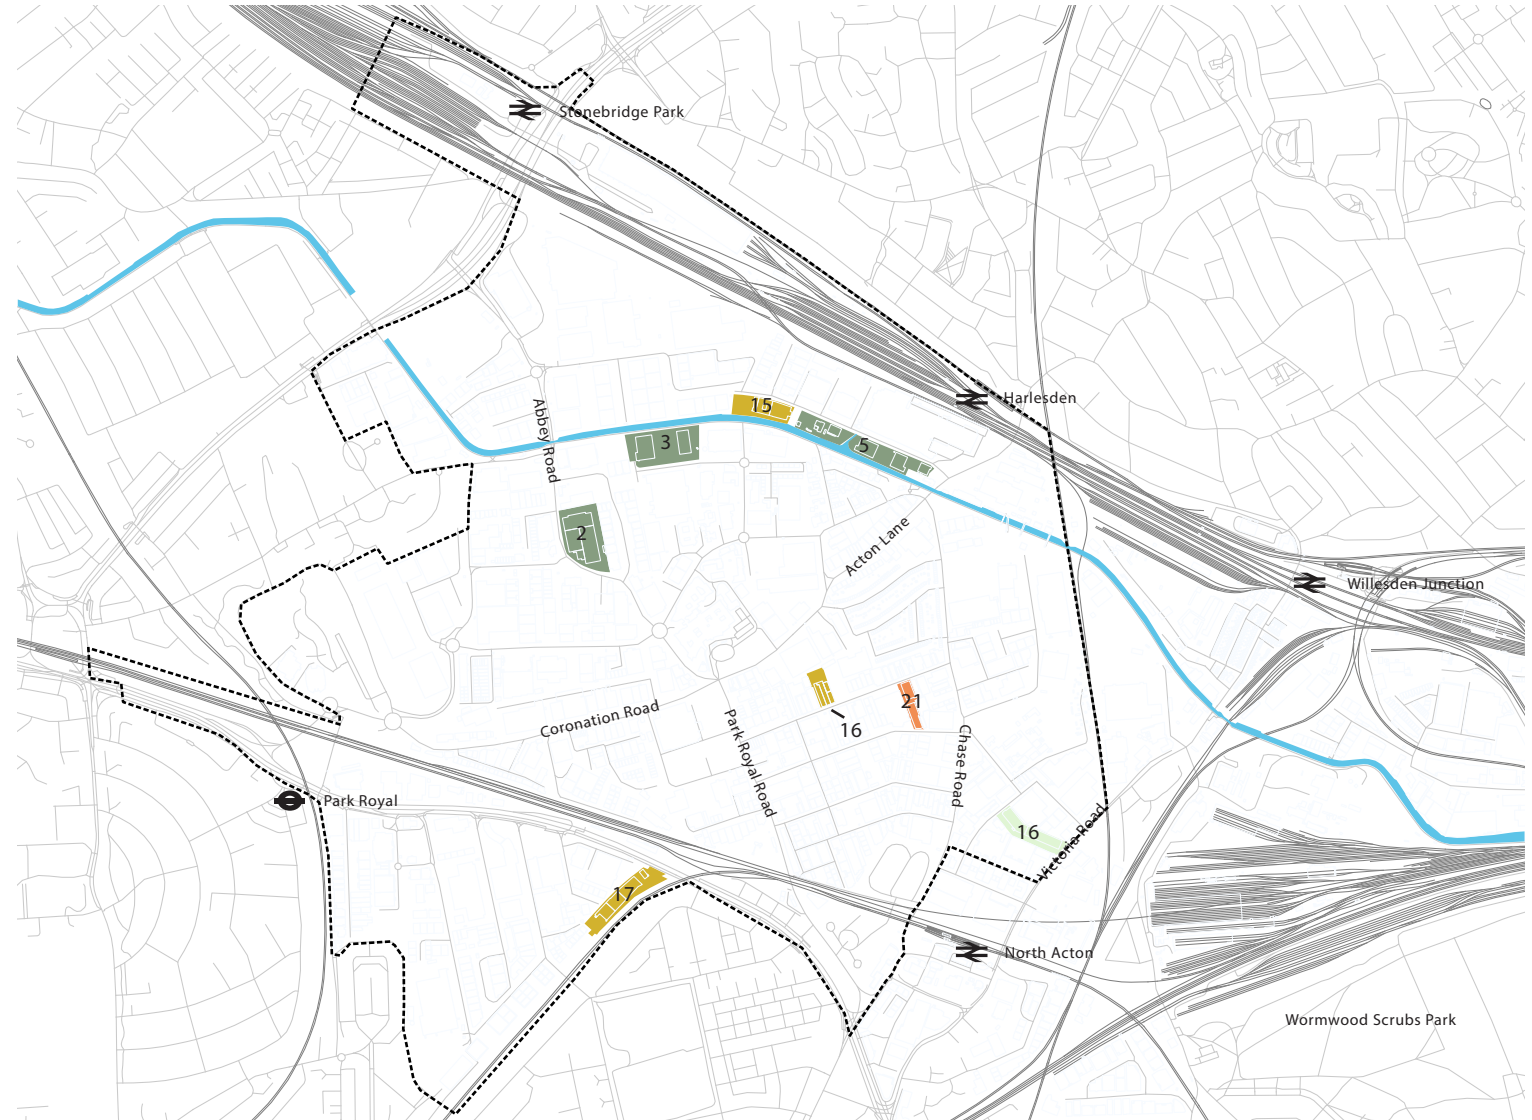 Stonebridge Park
Harlesden
Abbey Road
15
3
5
2
Acton Lane
Willesden Junction
Coronation Road
Park Royal Road
16
21
Chase Road
Park Royal
16
Victoria Road
17
North Acton
Wormwood Scrubs Park